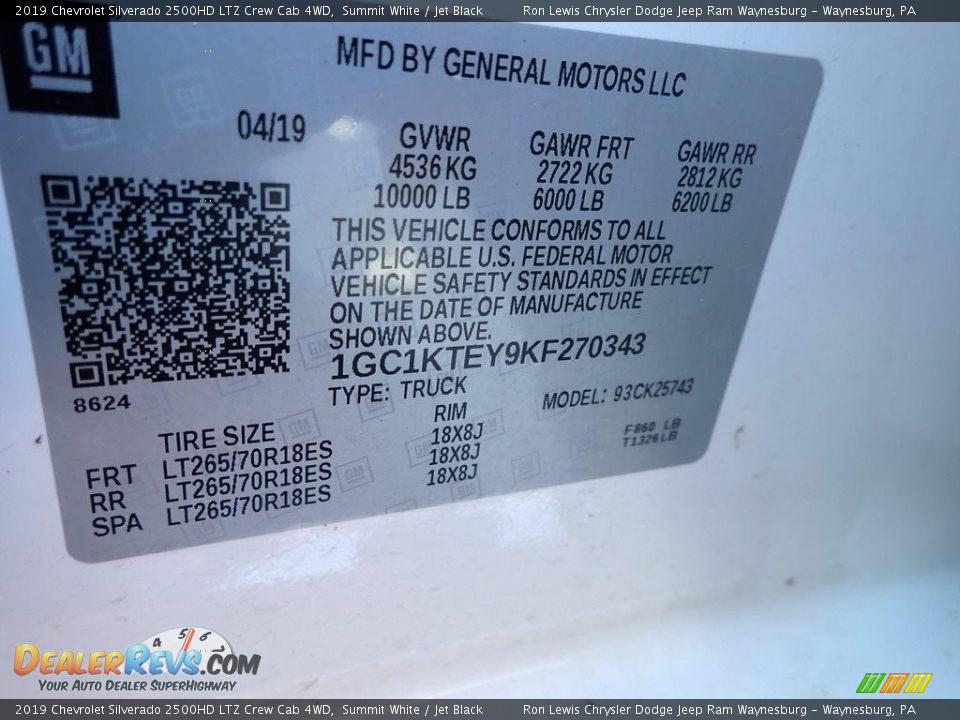 2019 Chevrolet Silverado 2500HD LTZ Crew Cab 4WD, Summit White / Jet Black Ron Lewis Chrysler Dodge Jeep Ram Waynesburg - Waynesburg, PA
GM
MFD BY GENERAL MOTORS LLC
04/19 GVWR GAWR FRT GAWR RR
4536 KG 2722 KG 2812 KG
10000 LB 6000 LB 6200 LB
THIS VEHICLE CONFORMS TO ALL
APPLICABLE U.S. FEDERAL MOTOR
VEHICLE SAFETY STANDARDS IN EFFECT
ON THE DATE OF MANUFACTURE
SHOWN ABOVE.
1GC1KTEY9KF270343
8624
TYPE: TRUCK MODEL: 93CK25743
TIRE SIZE RIM
FRT LT265/70R18ES 18X8J
RR LT265/70R18ES 18X8J
SPA LT265/70R18ES 18X8J
F860 LB
T1326LB
4 5 6
DEALERREVS.COM
YOUR AUTO DEALER SUPERHIGHWAY
2019 Chevrolet Silverado 2500HD LTZ Crew Cab 4WD, Summit White / Jet Black Ron Lewis Chrysler Dodge Jeep Ram Waynesburg - Waynesburg, PA